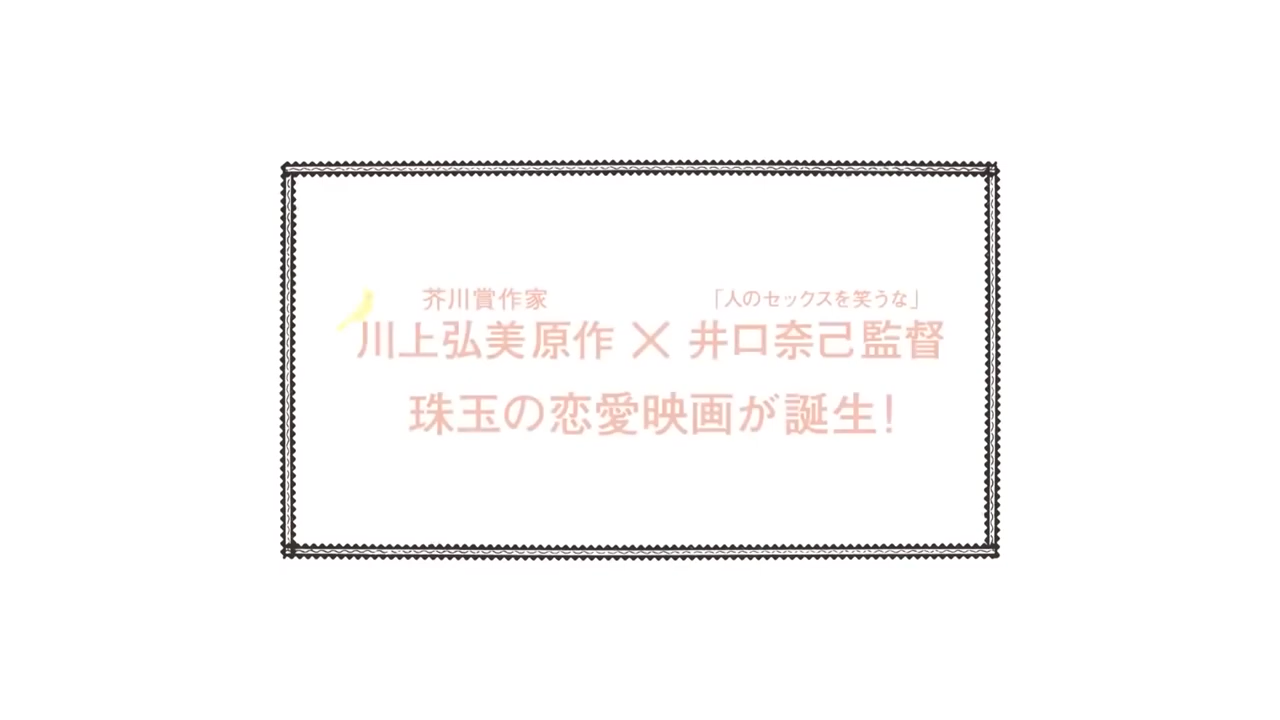 芥川賞作家 「人のセックスを笑うな」
川上弘美原作 × 井口奈己監督
珠玉の恋愛映画が誕生!